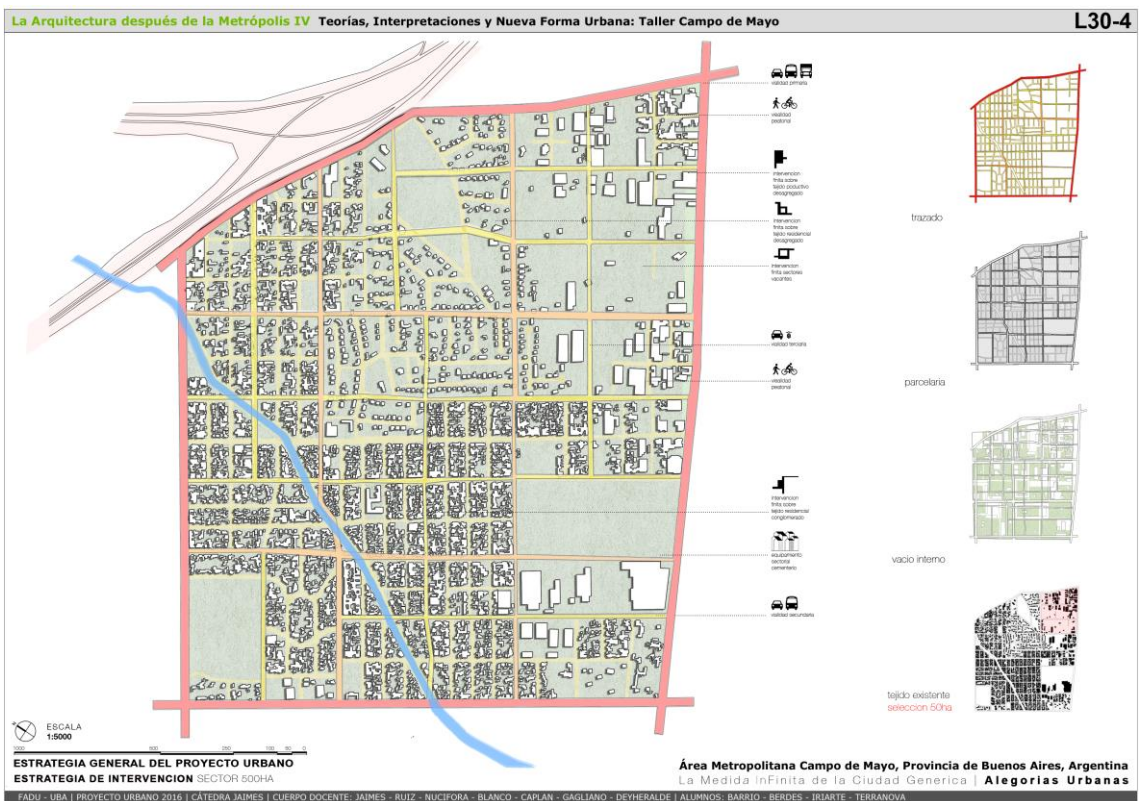 La Arquitectura después de la Metrópolis IV Teorías, Interpretaciones y Nueva Forma Urbana: Taller Campo de Mayo
L30-4
vialidad primaria
vialidad
peatonal
intervencion
finita sobre
tejido productivo
desagregado
intervencion
finita sobre
tejido residencial
desagregado
intervencion
finita sectores
vacantes
vialidad terciaria
vialidad
peatonal
intervencion
finita sobre
tejido residencial
conglomerado
equipamiento
sectorial
cementerio
vialidad secundaria
trazado
parcelaria
vacio interno
tejido existente
seleccion 50ha
ESCALA
1:5000
ESTRATEGIA GENERAL DEL PROYECTO URBANO
ESTRATEGIA DE INTERVENCION SECTOR 500HA
Área Metropolitana Campo de Mayo, Provincia de Buenos Aires, Argentina
La Medida InFinita de la Ciudad Generica | Alegorias Urbanas
FADU - UBA | PROYECTO URBANO 2016 | CÁTEDRA JAIMES | CUERPO DOCENTE: JAIMES - RUIZ - NUCIFORA - BLANCO - CAPLAN - GAGLIANO - DEYHERALDE | ALUMNOS: BARRIO - BERDES - IRIARTE - TERRANOVA